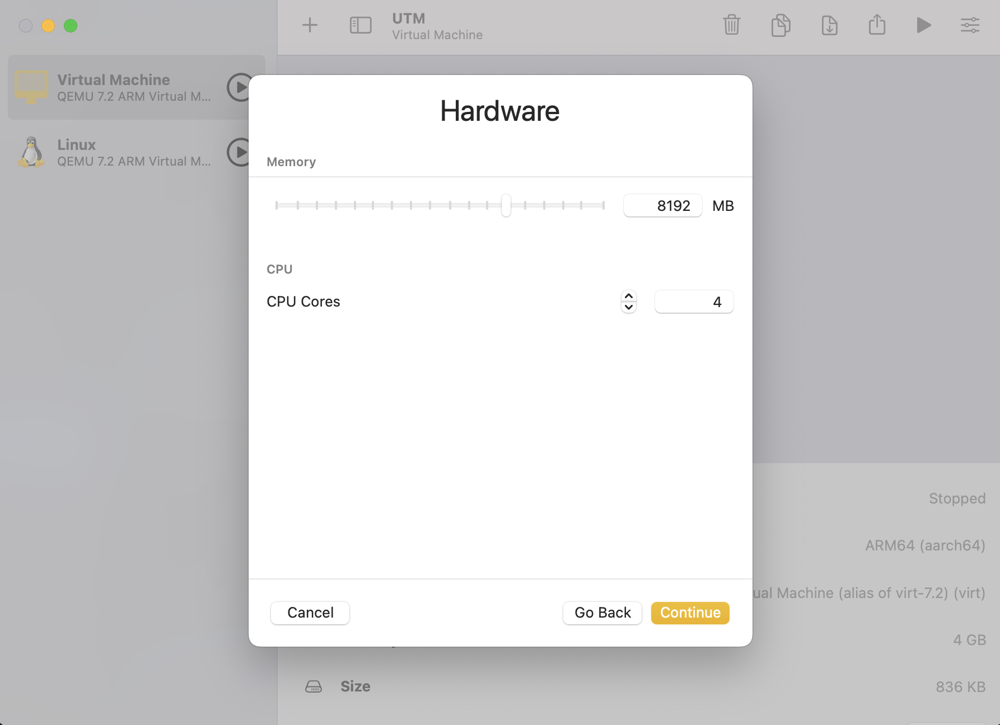 UTM
Virtual Machine
Virtual Machine
QEMU 7.2 ARM Virtual M...
Linux
QEMU 7.2 ARM Virtual M...
Hardware
Memory
8192 MB
CPU
CPU Cores
4
Cancel
Go Back
Continue
Stopped
ARM64 (aarch64)
ual Machine (alias of virt-7.2) (virt)
4 GB
Size
836 KB